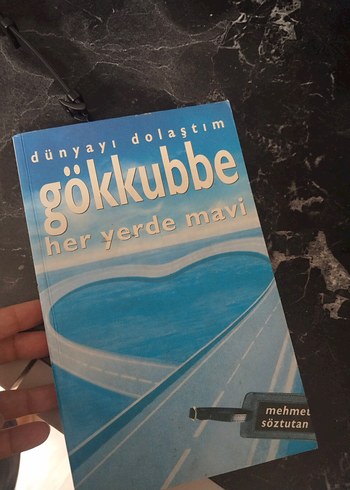 dünyayı dolaştım
gökkubbe
her yerde mavi
mehmet
söztutan